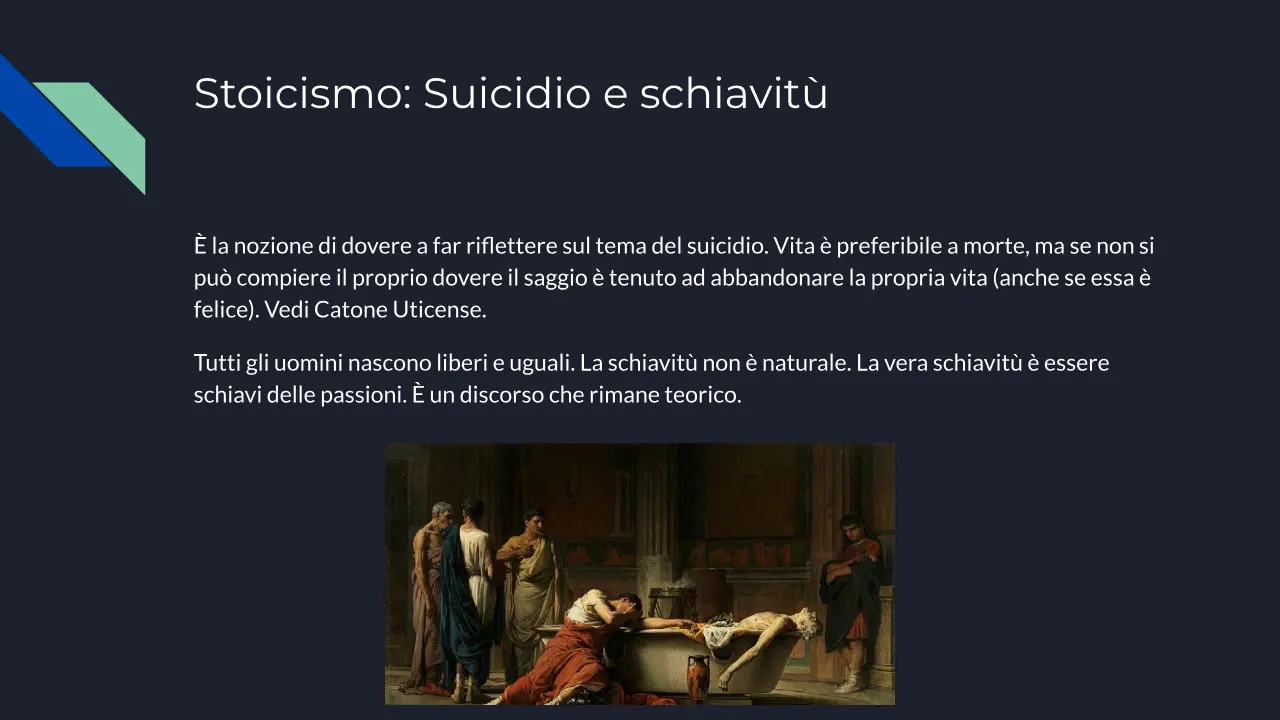 Stoicismo: Suicidio e schiavitù
È la nozione di dovere a far riflettere sul tema del suicidio. Vita è preferibile a morte, ma se non si
può compiere il proprio dovere il saggio è tenuto ad abbandonare la propria vita (anche se essa è
felice). Vedi Catone Uticense.
Tutti gli uomini nascono liberi e uguali. La schiavitù non è naturale. La vera schiavitù è essere
schiavi delle passioni. È un discorso che rimane teorico.